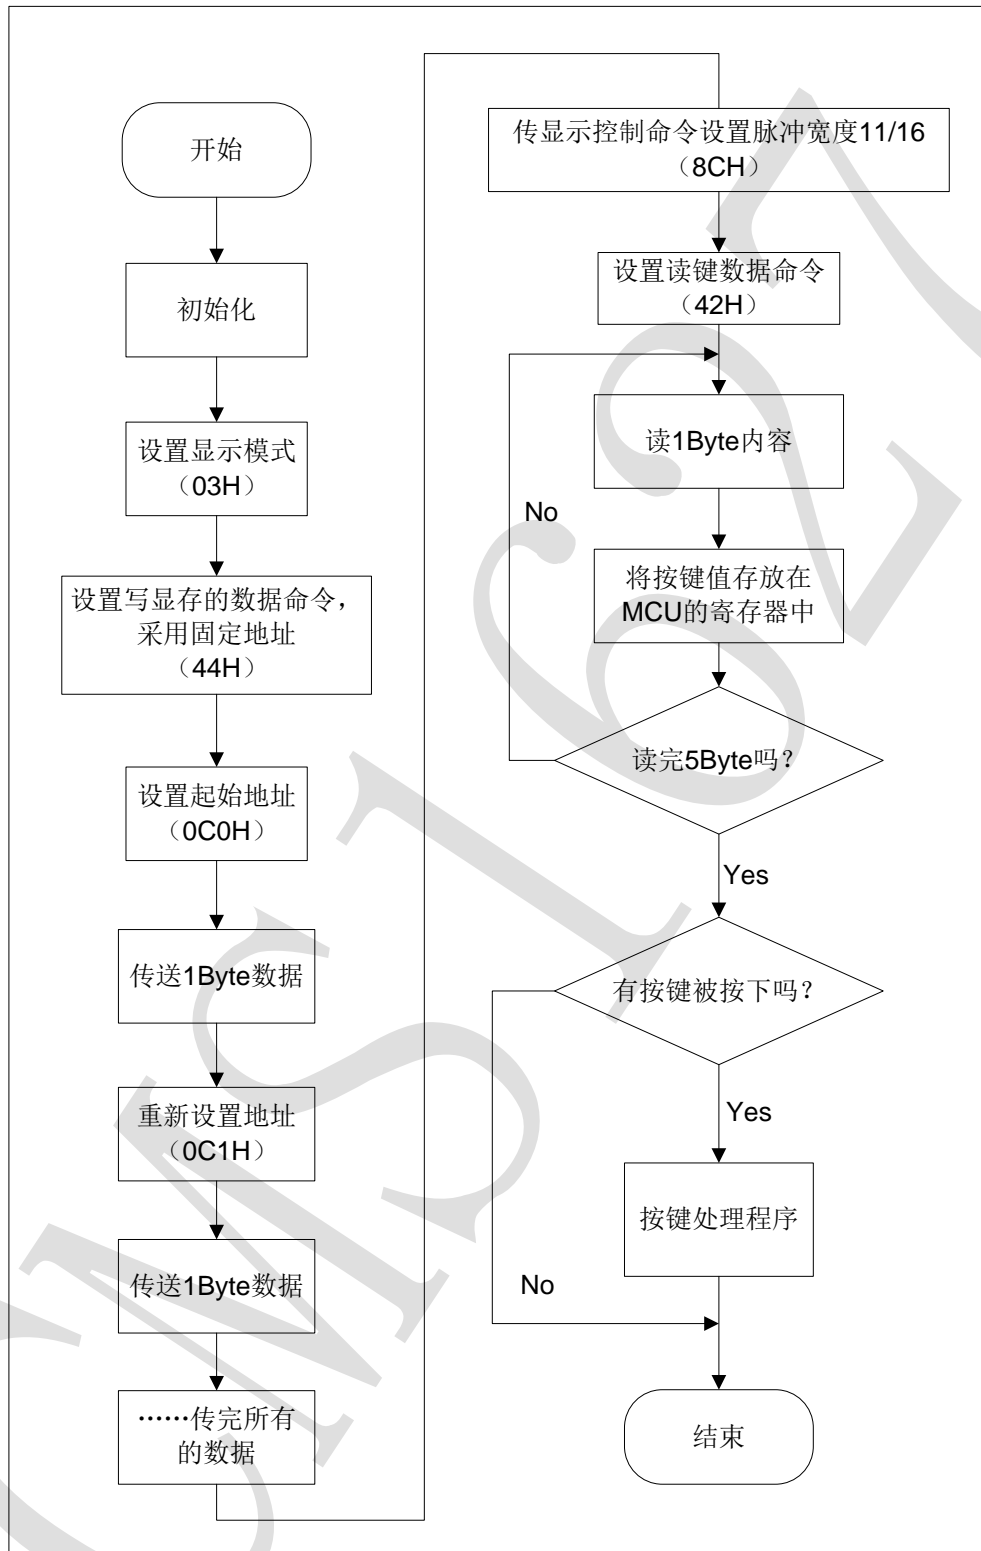 开始
初始化
设置显示模式
（03H）
设置写显存的数据命令，
采用固定地址
（44H）
设置起始地址
（0C0H）
传送1Byte数据
重新设置地址
（0C1H）
传送1Byte数据
……传完所有
的数据
传显示控制命令设置脉冲宽度11/16
（8CH）
设置读键数据命令
（42H）
读1Byte内容
No
将按键值存放在
MCU的寄存器中
读完5Byte吗？
Yes
有按键被按下吗？
Yes
按键处理程序
No
结束
CMS1627